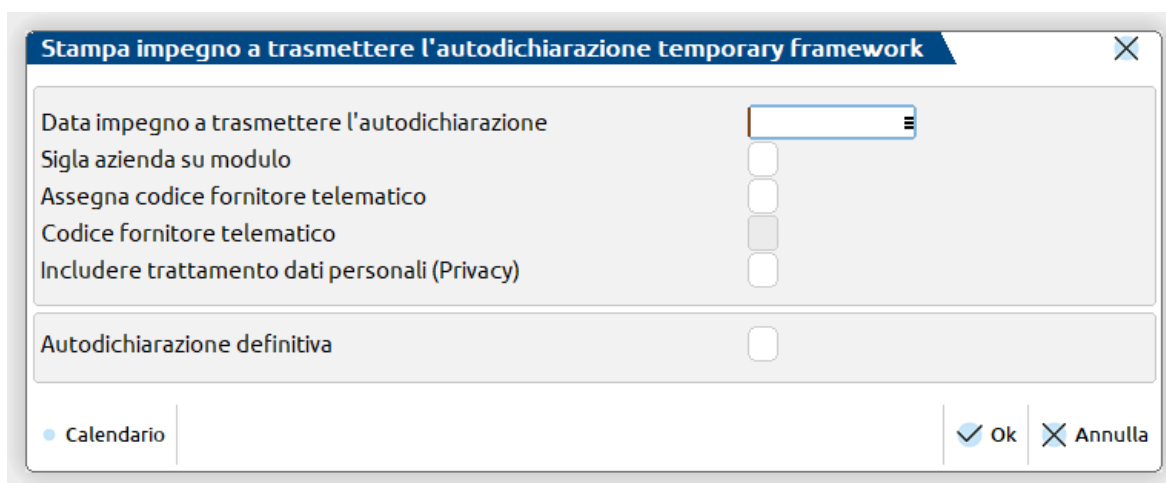 Stampa impegno a trasmettere l'autodichiarazione temporary framework
Data impegno a trasmettere l'autodichiarazione
Sigla azienda su modulo
Assegna codice fornitore telematico
Codice fornitore telematico
Includere trattamento dati personali (Privacy)
Autodichiarazione definitiva
Calendario Ok Annulla